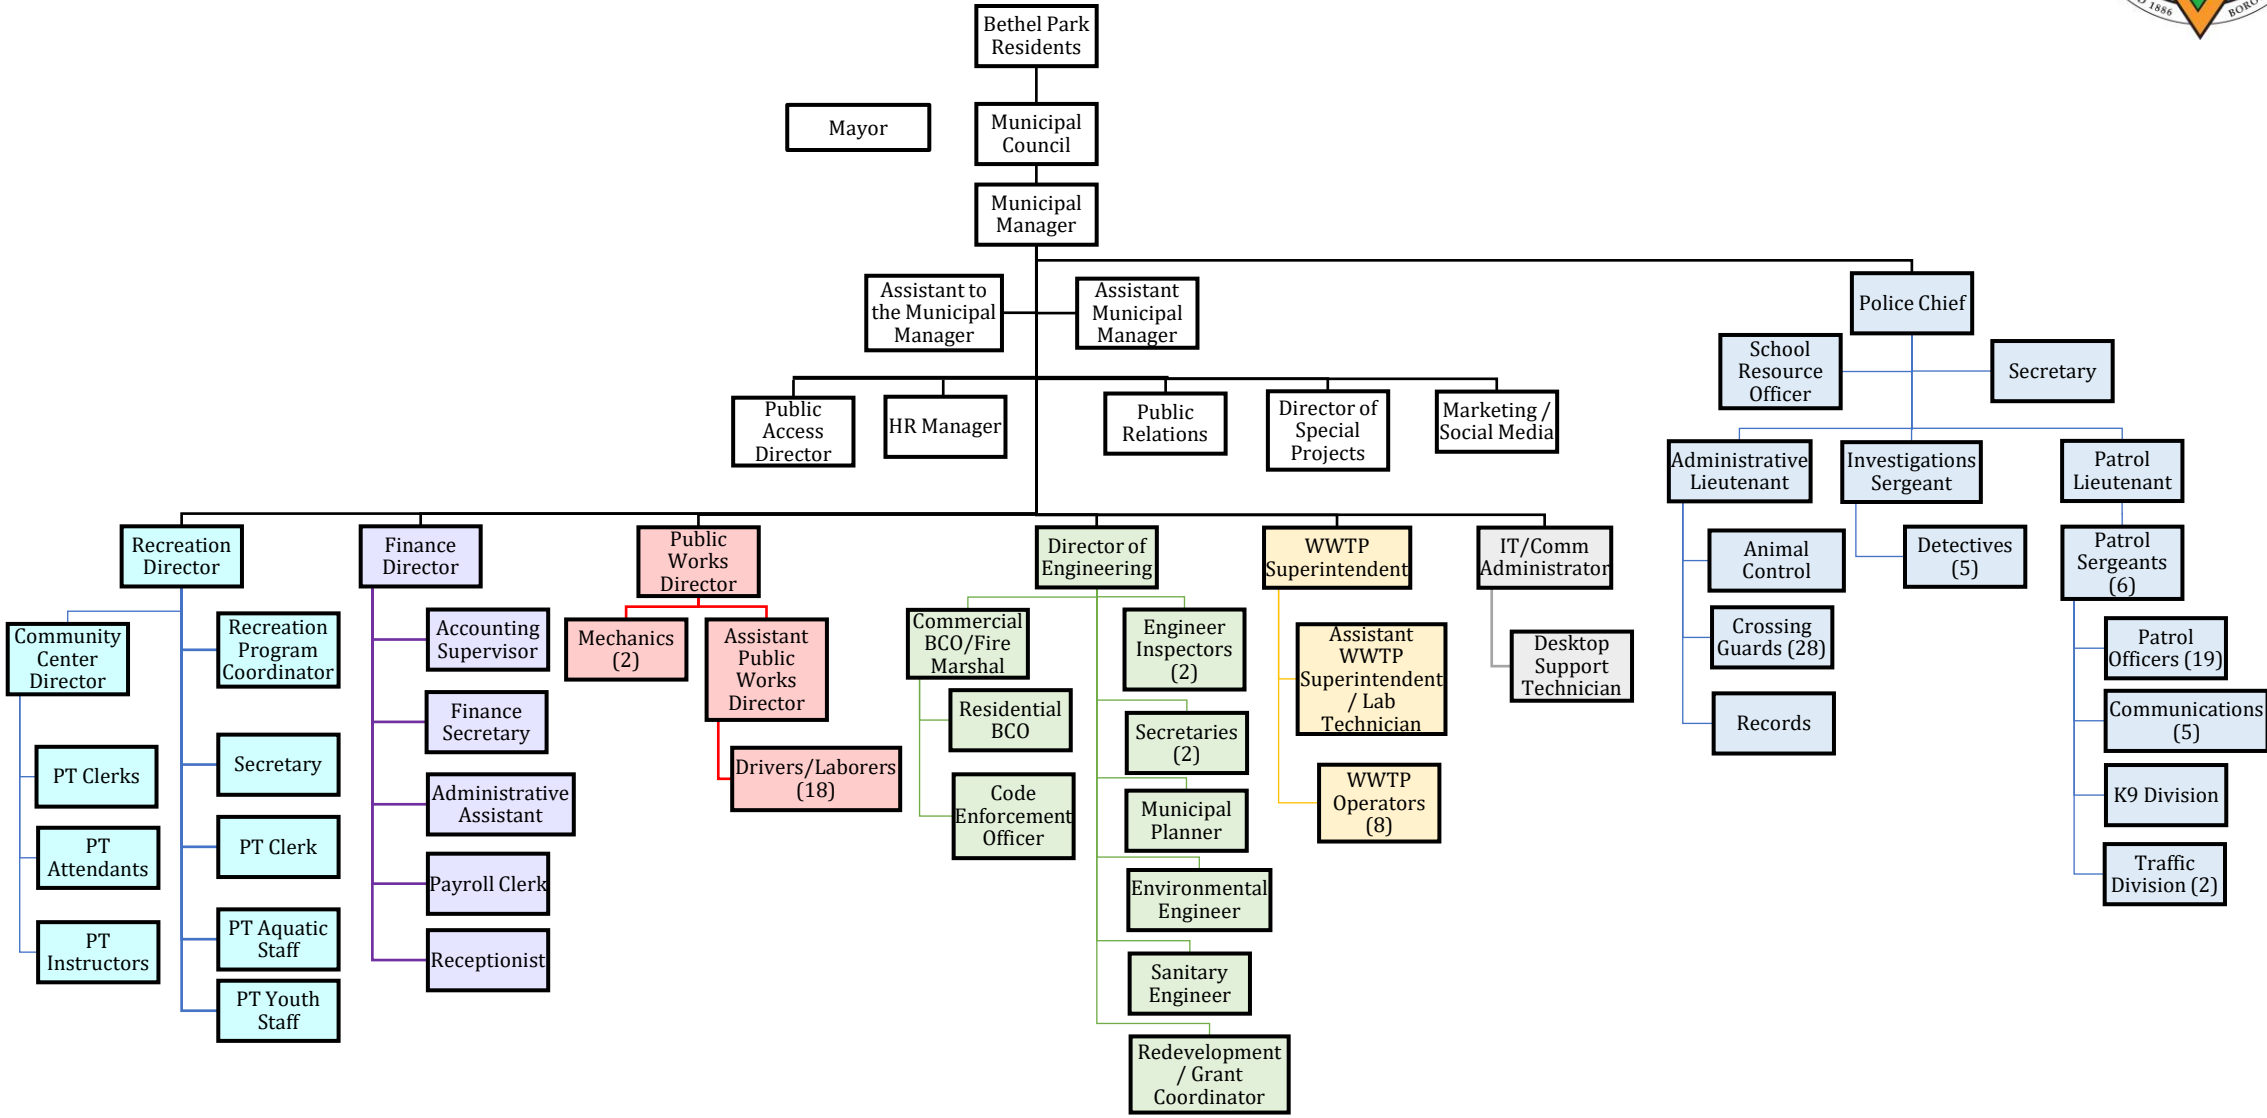 D 1886
BORO
Bethel Park
Residents
Mayor
Municipal
Council
Municipal
Manager
Assistant to
the Municipal
Manager
Assistant
Municipal
Manager
Police Chief
School
Resource
Officer
Secretary
Public
Access
Director
HR Manager
Public
Relations
Director of
Special
Projects
Marketing /
Social Media
Administrative
Lieutenant
Investigations
Sergeant
Patrol
Lieutenant
Recreation
Director
Finance
Director
Public
Works
Director
Director of
Engineering
WWTP
Superintendent
IT/Comm
Administrator
Animal
Control
Detectives
(5)
Patrol
Sergeants
(6)
Community
Center
Director
Recreation
Program
Coordinator
Accounting
Supervisor
Mechanics
(2)
Assistant
Public
Works
Director
Commercial
BCO/Fire
Marshal
Engineer
Inspectors
(2)
Assistant
WWTP
Superintendent
/ Lab
Technician
Desktop
Support
Technician
Crossing
Guards (28)
Patrol
Officers (19)
Finance
Secretary
Residential
BCO
Secretaries
(2)
Records
Communications
(5)
PT Clerks
Secretary
Administrative
Assistant
Drivers/Laborers
(18)
Code
Enforcement
Officer
Municipal
Planner
WWTP
Operators
(8)
K9 Division
PT
Attendants
PT Clerk
Payroll Clerk
Environmental
Engineer
Traffic
Division (2)
PT
Instructors
PT Aquatic
Staff
Receptionist
Sanitary
Engineer
PT Youth
Staff
Redevelopment
/ Grant
Coordinator